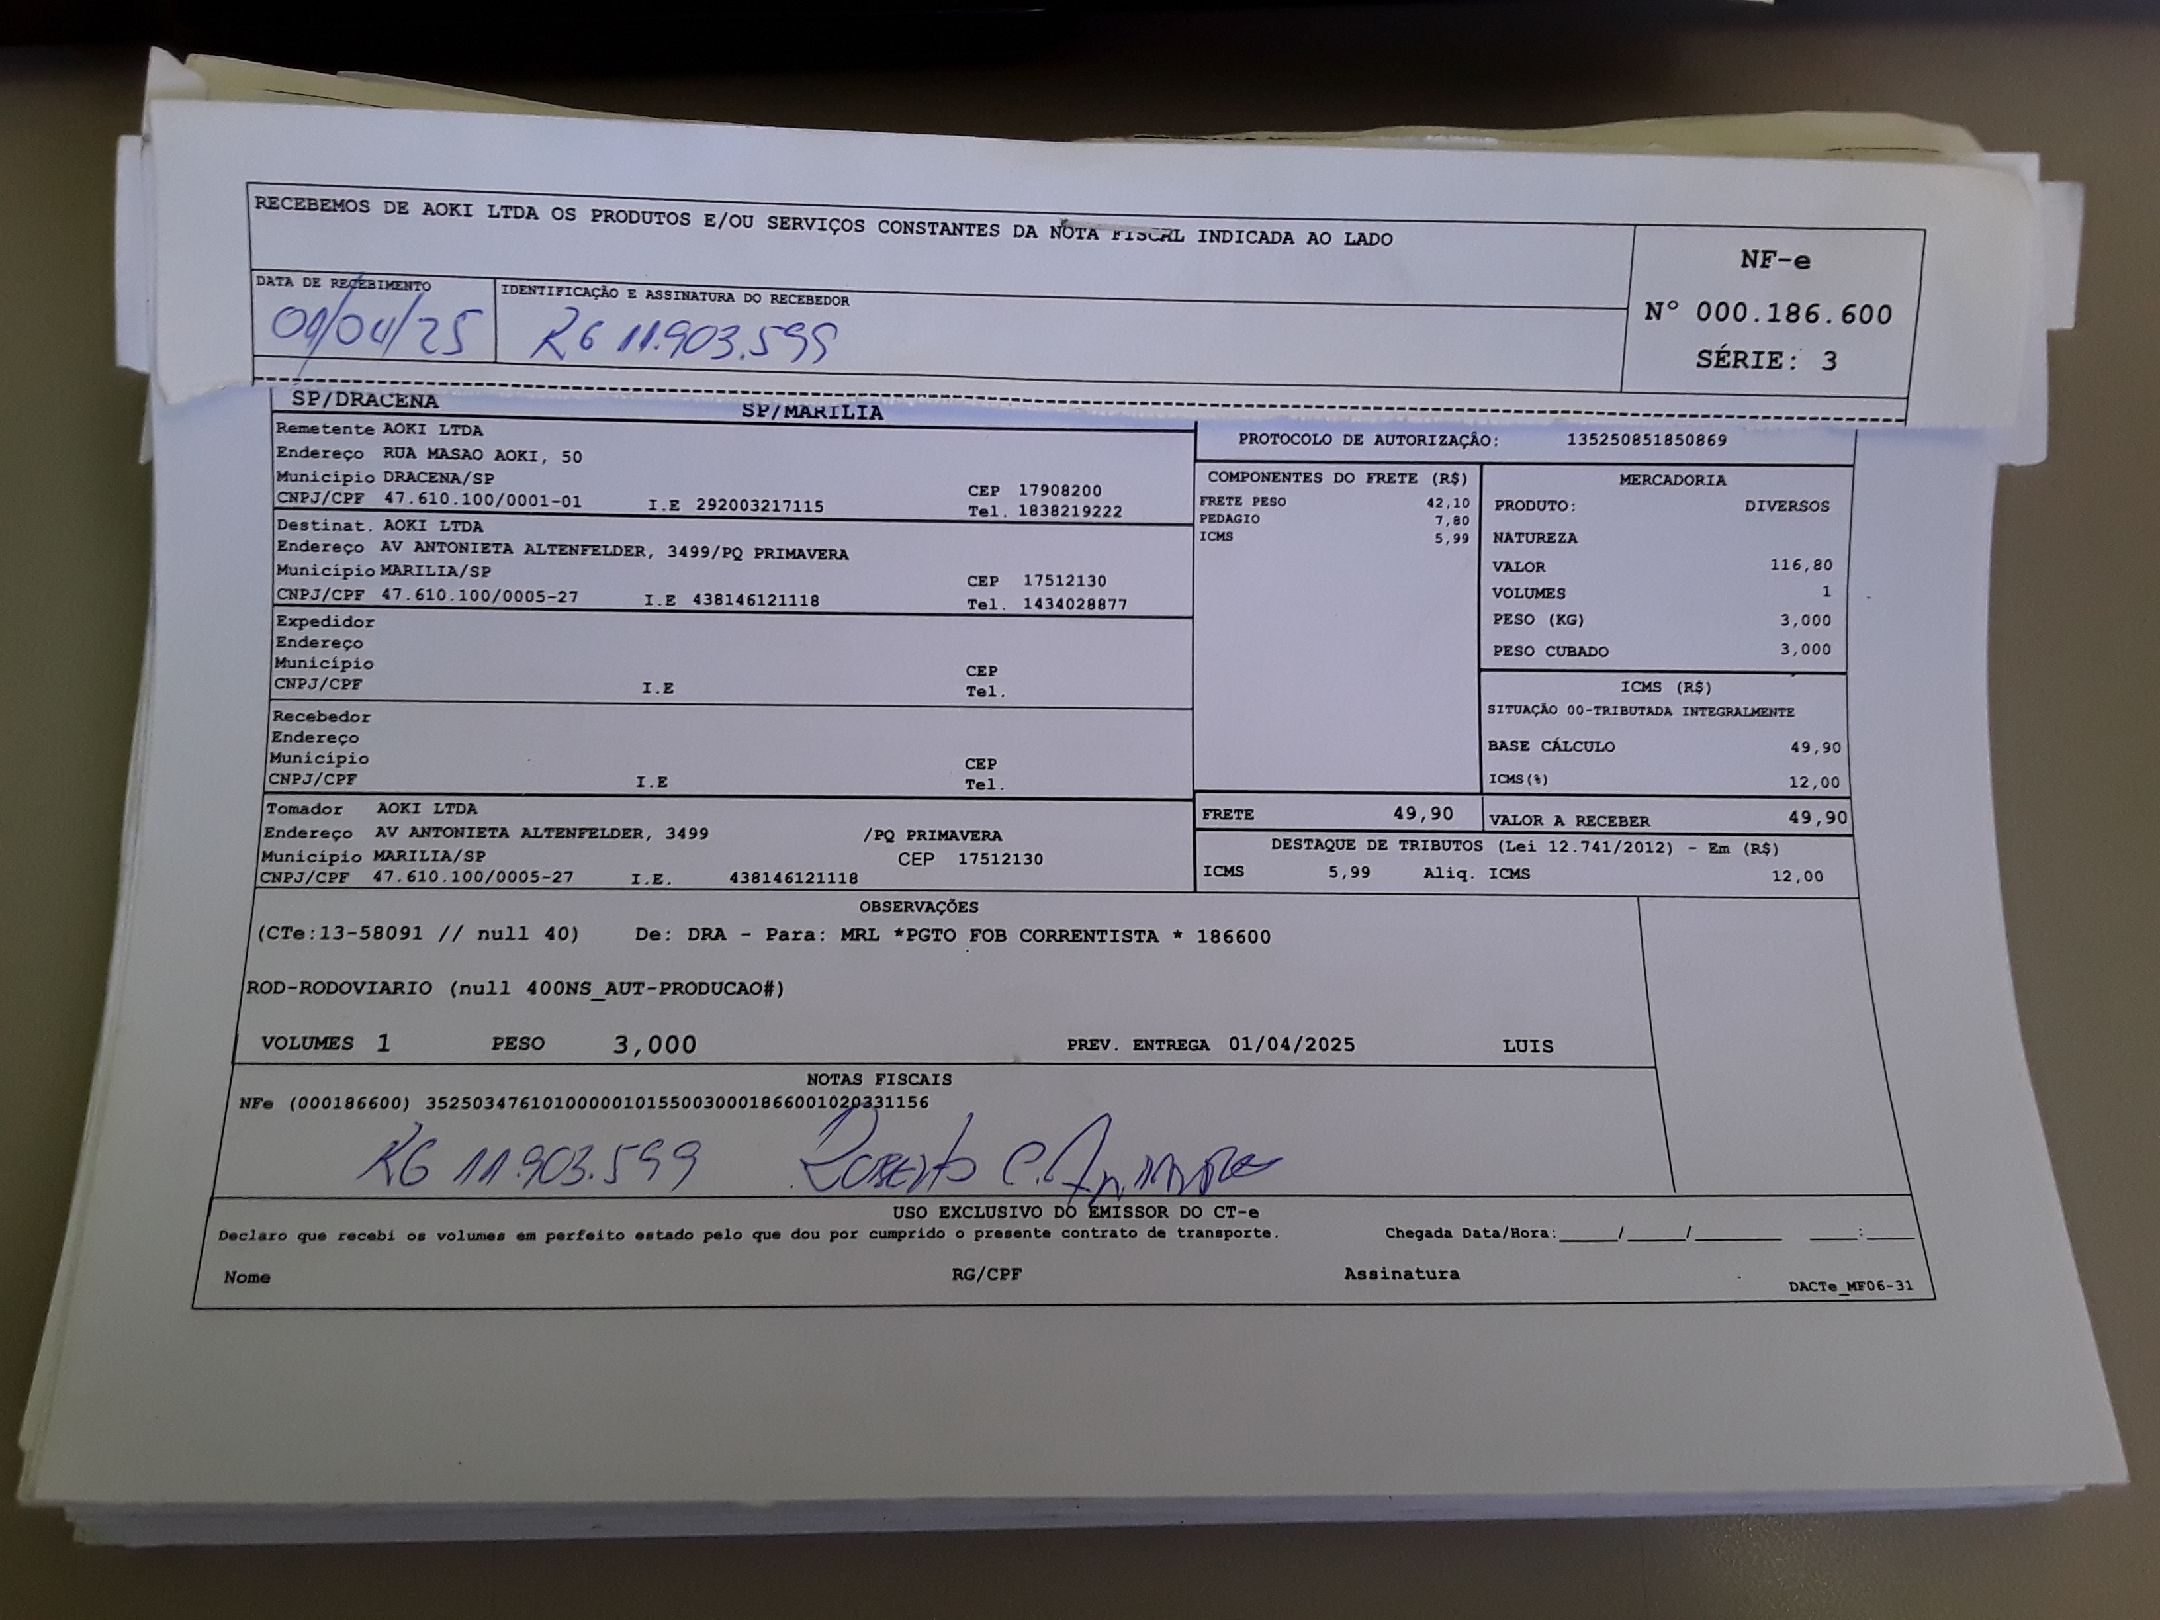 RECEBEMOS DE AOKI LTDA OS PRODUTOS E/OU SERVIÇOS CONSTANTES DA NOTA FISCAL INDICADA AO LADO
NF-e
Nº 000.186.600
SÉRIE: 3
DATA DE RECEBIMENTO
IDENTIFICAÇÃO E ASSINATURA DO RECEBEDOR
/04/25
RG 11.903.599
SP/DRACENA SP/MARILIA
Remetente AOKI LTDA
Endereço RUA MASAO AOKI, 50
Município DRACENA/SP CEP 17908200
CNPJ/CPF 47.610.100/0001-01 I.E 292003217115 Tel. 1838219222
Destinat. AOKI LTDA
Endereço AV ANTONIETA ALTENFELDER, 3499/PQ PRIMAVERA
Município MARILIA/SP CEP 17512130
CNPJ/CPF 47.610.100/0005-27 I.E 438146121118 Tel. 1434028877
Expedidor
Endereço
Município CEP
CNPJ/CPF I.E Tel.
Recebedor
Endereço
Município CEP
CNPJ/CPF I.E Tel.
Tomador AOKI LTDA
Endereço AV ANTONIETA ALTENFELDER, 3499 /PQ PRIMAVERA
Município MARILIA/SP CEP 17512130
CNPJ/CPF 47.610.100/0005-27 I.E. 438146121118
PROTOCOLO DE AUTORIZAÇÃO: 135250851850869
COMPONENTES DO FRETE (R$)
FRETE PESO 42,10
PEDAGIO 7,80
ICMS 5,99
MERCADORIA
PRODUTO: DIVERSOS
NATUREZA
VALOR 116,80
VOLUMES 1
PESO (KG) 3,000
PESO CUBADO 3,000
ICMS (R$)
SITUAÇÃO 00-TRIBUTADA INTEGRALMENTE
BASE CÁLCULO 49,90
ICMS(%) 12,00
FRETE 49,90
VALOR A RECEBER 49,90
DESTAQUE DE TRIBUTOS (Lei 12.741/2012) - Em (R$)
ICMS 5,99 Aliq. ICMS 12,00
OBSERVAÇÕES
(CTe:13-58091 // null 40) De: DRA - Para: MRL *PGTO FOB CORRENTISTA * 186600
ROD-RODOVIARIO (null 400NS_AUT-PRODUCAO#)
VOLUMES 1 PESO 3,000 PREV. ENTREGA 01/04/2025 LUIS
NOTAS FISCAIS
NFe (000186600) 35250347610100000101550030001866001020331156
RG 11.903.599 ROBERTO C.
USO EXCLUSIVO DO EMISSOR DO CT-e
Declaro que recebi os volumes em perfeito estado pelo que dou por cumprido o presente contrato de transporte. Chegada Data/Hora:_____/_____/_______ ____:____
Nome RG/CPF Assinatura
DACTe_MF06-31